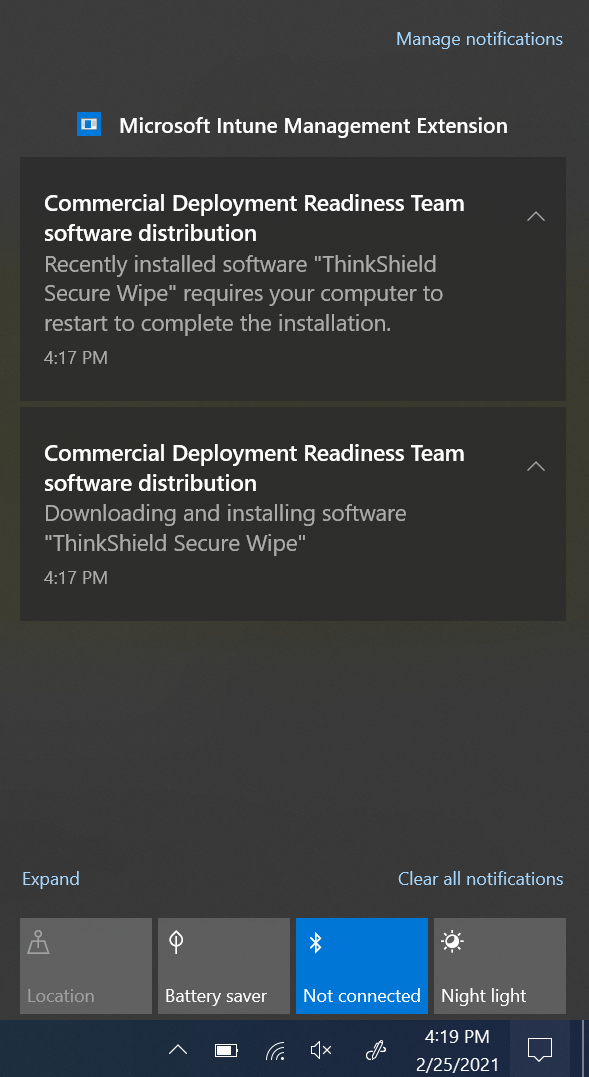 Manage notifications
Microsoft Intune Management Extension
Commercial Deployment Readiness Team
software distribution
Recently installed software "ThinkShield
Secure Wipe" requires your computer to
restart to complete the installation.
4:17 PM
Commercial Deployment Readiness Team
software distribution
Downloading and installing software
"ThinkShield Secure Wipe"
4:17 PM
Expand
Clear all notifications
Location
Battery saver
Not connected
Night light
4:19 PM
2/25/2021